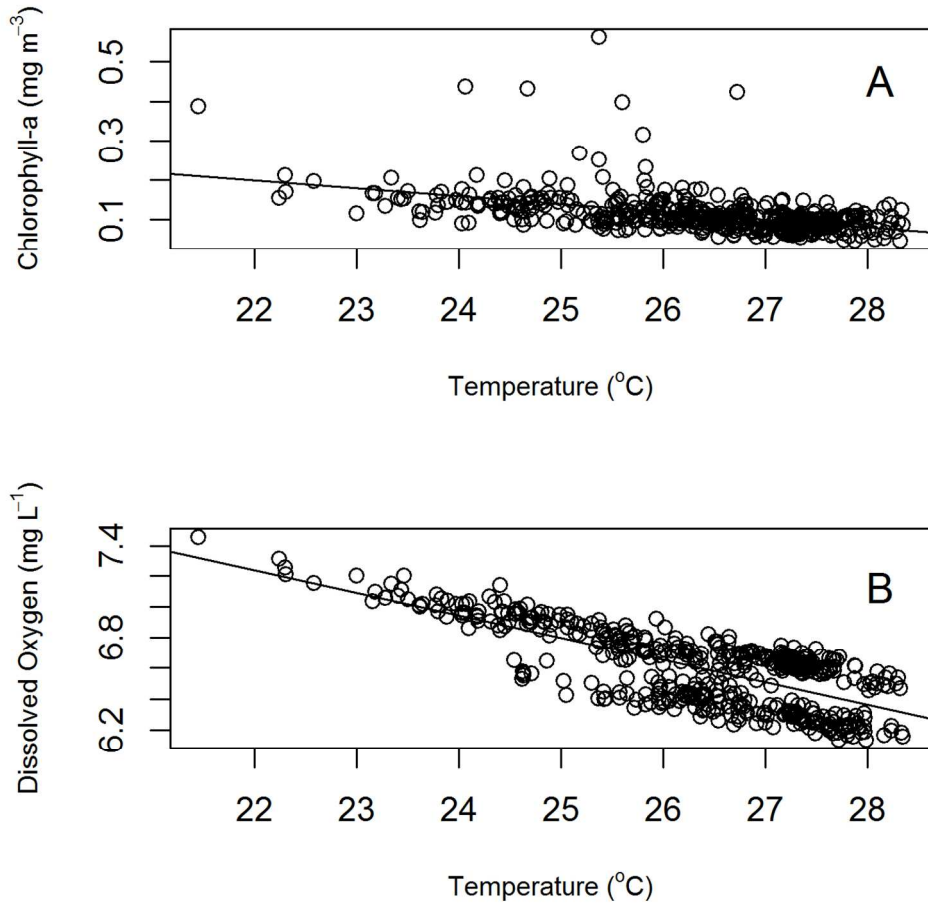 A
Chlorophyll-a (mg m⁻³)
0.5
0.3
0.1
22 23 24 25 26 27 28
Temperature (°C)
B
Dissolved Oxygen (mg L⁻¹)
7.4
6.8
6.2
22 23 24 25 26 27 28
Temperature (°C)